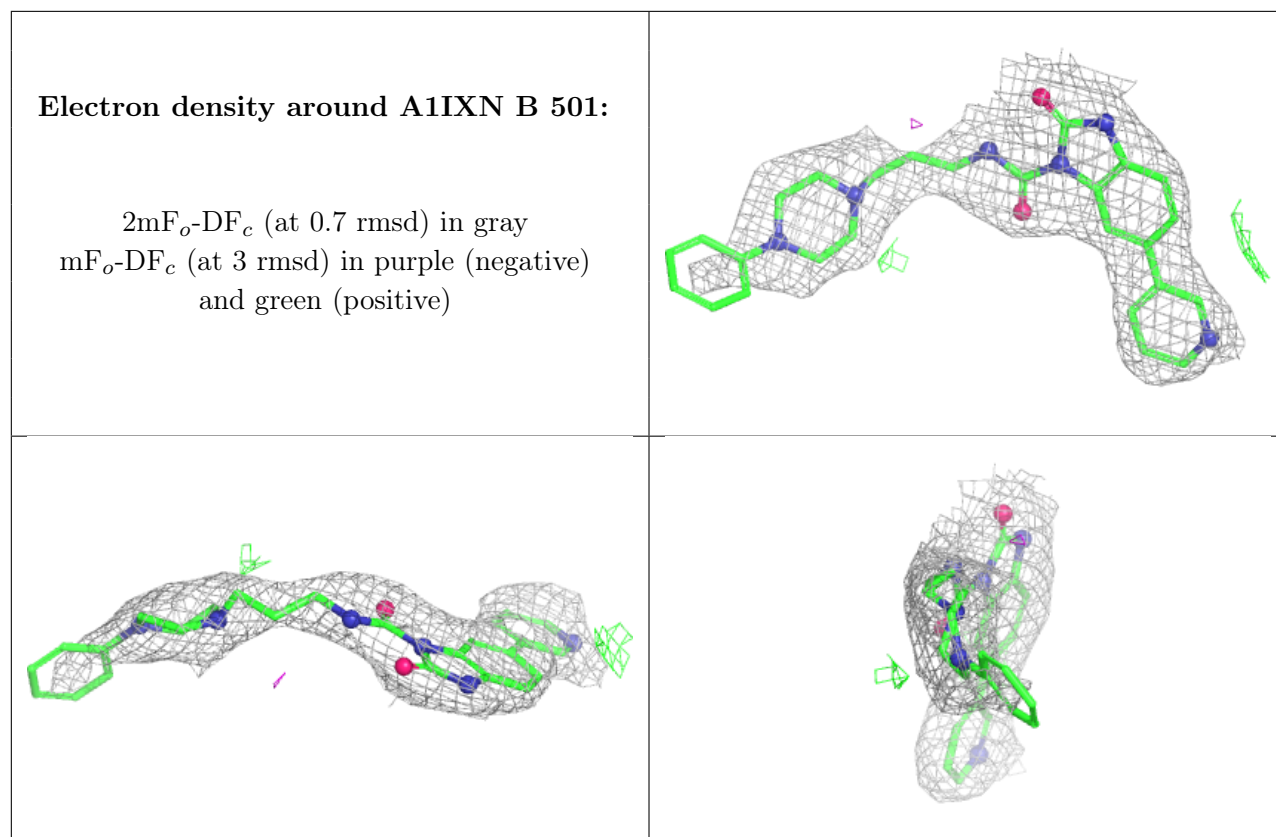 Electron density around A1IXN B 501:
2mFₒ-DF𝒸 (at 0.7 rmsd) in gray
mFₒ-DF𝒸 (at 3 rmsd) in purple (negative)
and green (positive)